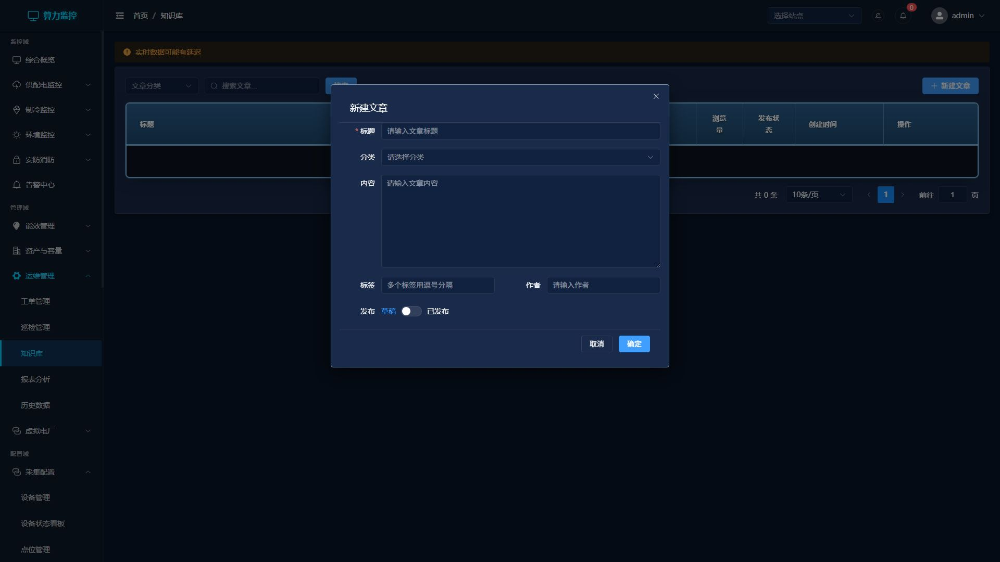 算力监控
首页 / 知识库
选择站点
0
admin
监控域
综合概览
供配电监控
制冷监控
环境监控
安防消防
告警中心
管理域
能效管理
资产与容量
运维管理
工单管理
巡检管理
知识库
报表分析
历史数据
虚拟电厂
配置域
采集配置
设备管理
设备状态看板
点位管理
实时数据可能有延迟
文章分类
搜索文章...
搜索
新建文章
标题
浏览量
发布状态
创建时间
操作
共 0 条
10条/页
1
前往
1
页
新建文章
* 标题
请输入文章标题
分类
请选择分类
内容
请输入文章内容
标签
多个标签用逗号分隔
作者
请输入作者
发布
草稿
已发布
取消
确定